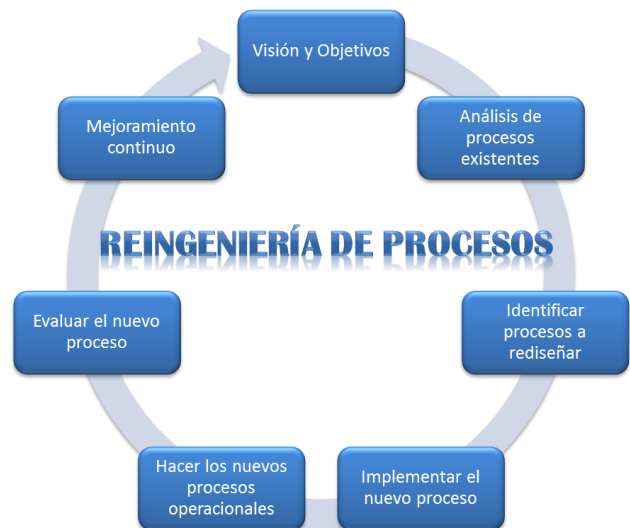 Visión y Objetivos
Análisis de
procesos
existentes
Identificar
procesos a
rediseñar
Implementar el
nuevo proceso
Hacer los nuevos
procesos
operacionales
Evaluar el nuevo
proceso
Mejoramiento
continuo
REINGENIERÍA DE PROCESOS